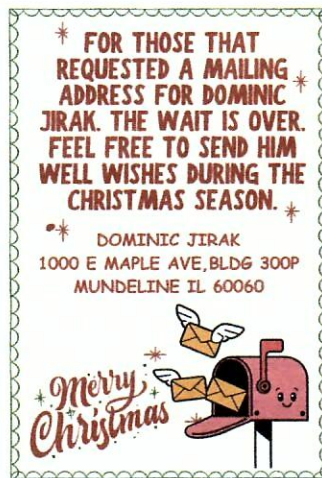 FOR THOSE THAT
REQUESTED A MAILING
ADDRESS FOR DOMINIC
JIRAK. THE WAIT IS OVER.
FEEL FREE TO SEND HIM
WELL WISHES DURING THE
CHRISTMAS SEASON.
DOMINIC JIRAK
1000 E MAPLE AVE,BLDG 300P
MUNDELINE IL 60060
Merry
Christmas